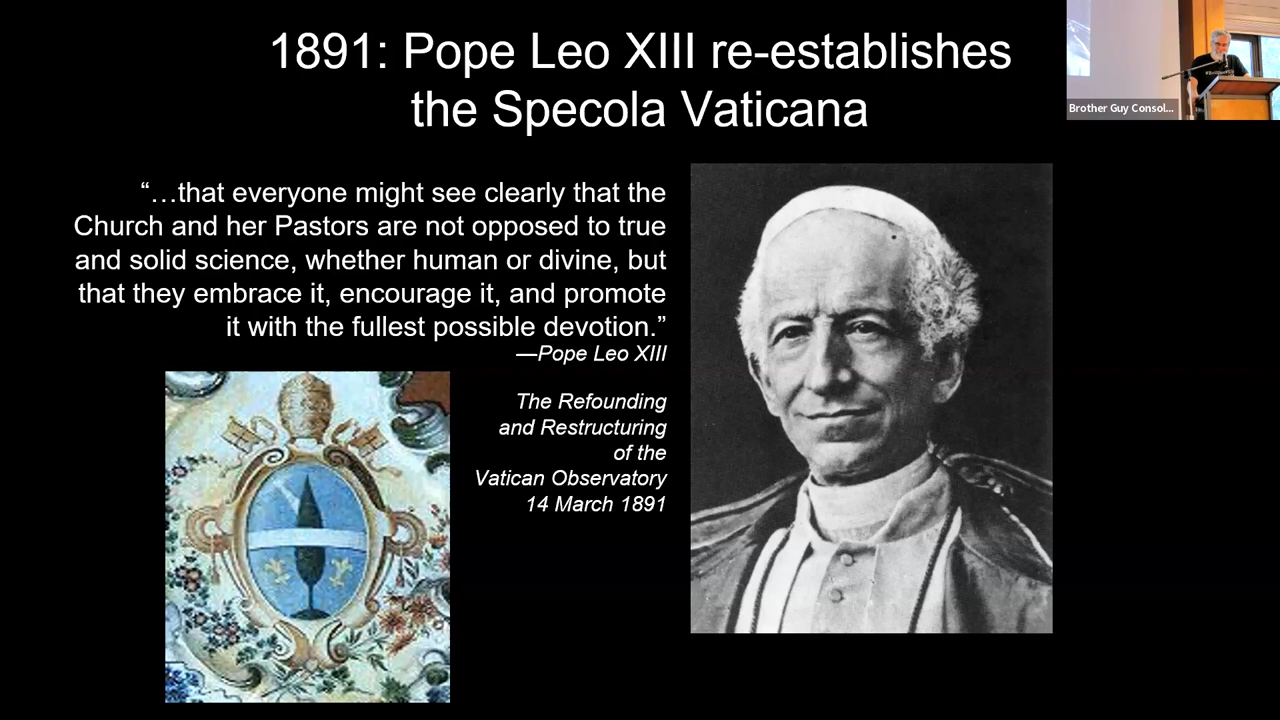 1891: Pope Leo XIII re-establishes
the Specola Vaticana
Brother Guy Consol...
“…that everyone might see clearly that the
Church and her Pastors are not opposed to true
and solid science, whether human or divine, but
that they embrace it, encourage it, and promote
it with the fullest possible devotion.”
—Pope Leo XIII
The Refounding
and Restructuring
of the
Vatican Observatory
14 March 1891